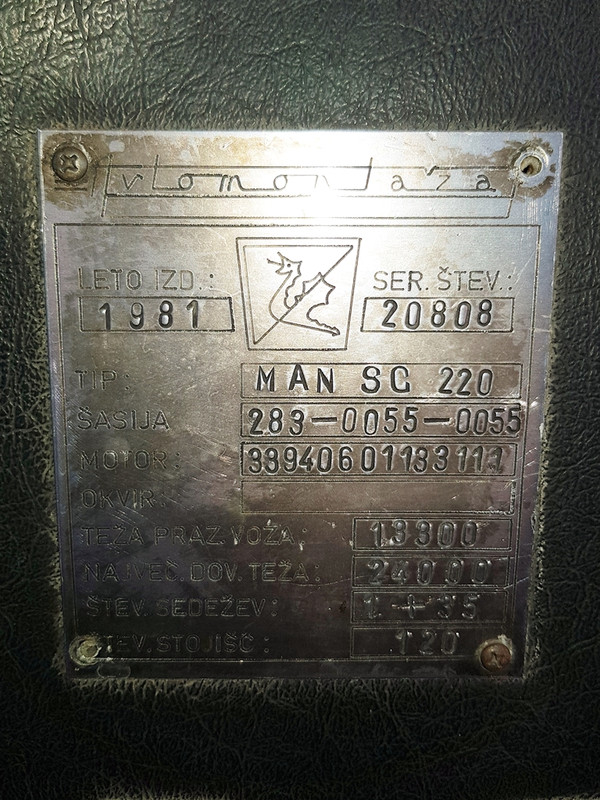 Avtomontaža
LETO IZD.: SER. ŠTEV.:
1981 20808
TIP: MAN SG 220
ŠASIJA 283-0055-0055
MOTOR: 33940601133111
OKVIR:
TEŽA PRAZ. VOZA: 13300
NAJVEČ. DOV. TEŽA: 24000
ŠTEV. SEDEŽEV: 1+35
ŠTEV. STOJIŠČ: 120